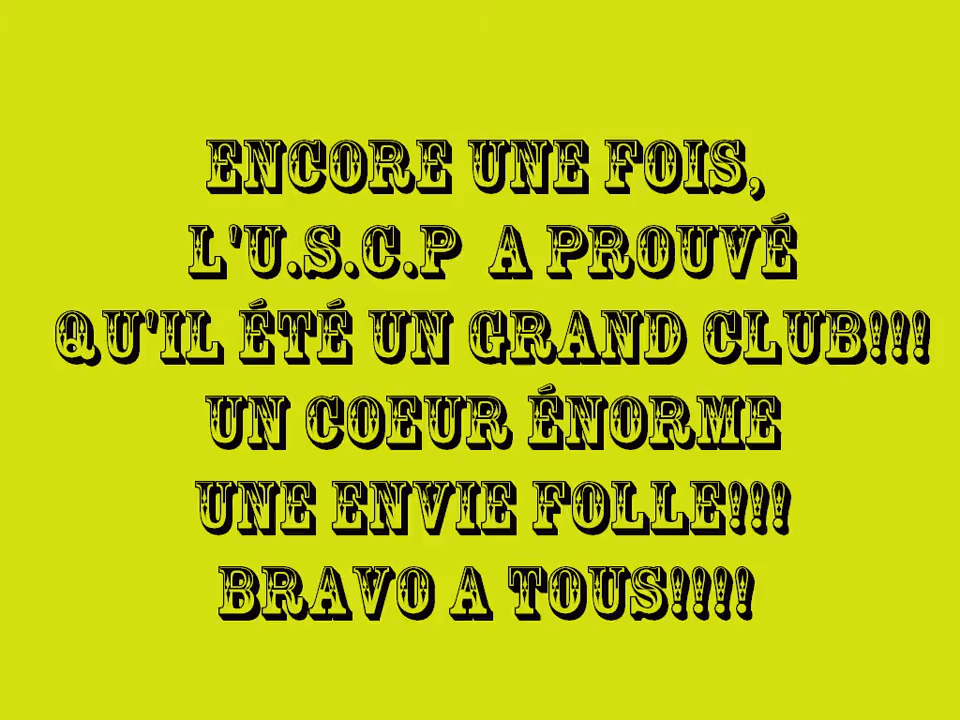 ENCORE UNE FOIS,
L'U.S.C.P A PROUVÉ
QU'IL ÉTÉ UN GRAND CLUB!!!
UN COEUR ÉNORME
UNE ENVIE FOLLE!!!
BRAVO A TOUS!!!!